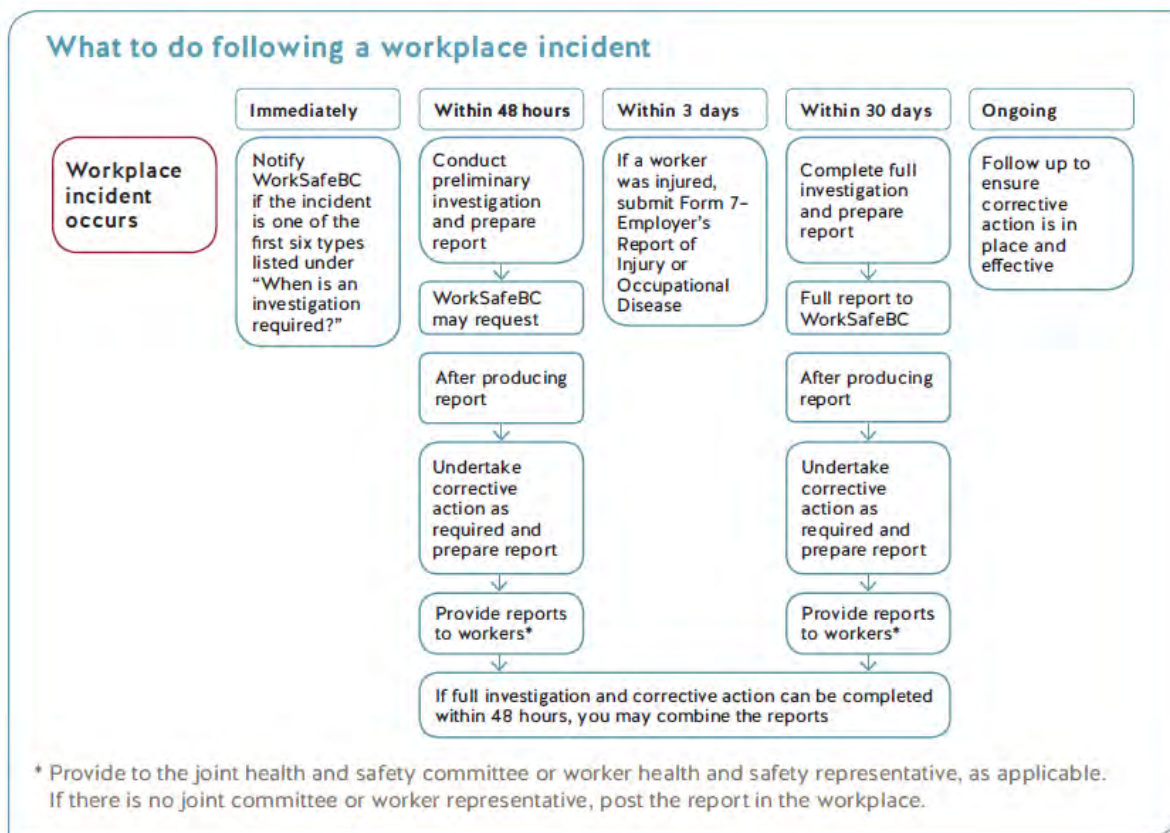 What to do following a workplace incident
Workplace
incident
occurs
Immediately
Notify
WorkSafeBC
if the incident
is one of the
first six types
listed under
“When is an
investigation
required?”
Within 48 hours
Conduct
preliminary
investigation
and prepare
report
WorkSafeBC
may request
After producing
report
Undertake
corrective
action as
required and
prepare report
Provide reports
to workers*
Within 3 days
If a worker
was injured,
submit Form 7–
Employer’s
Report of
Injury or
Occupational
Disease
Within 30 days
Complete full
investigation
and prepare
report
Full report to
WorkSafeBC
After producing
report
Undertake
corrective
action as
required and
prepare report
Provide reports
to workers*
Ongoing
Follow up to
ensure
corrective
action is in
place and
effective
If full investigation and corrective action can be completed
within 48 hours, you may combine the reports
* Provide to the joint health and safety committee or worker health and safety representative, as applicable.
If there is no joint committee or worker representative, post the report in the workplace.